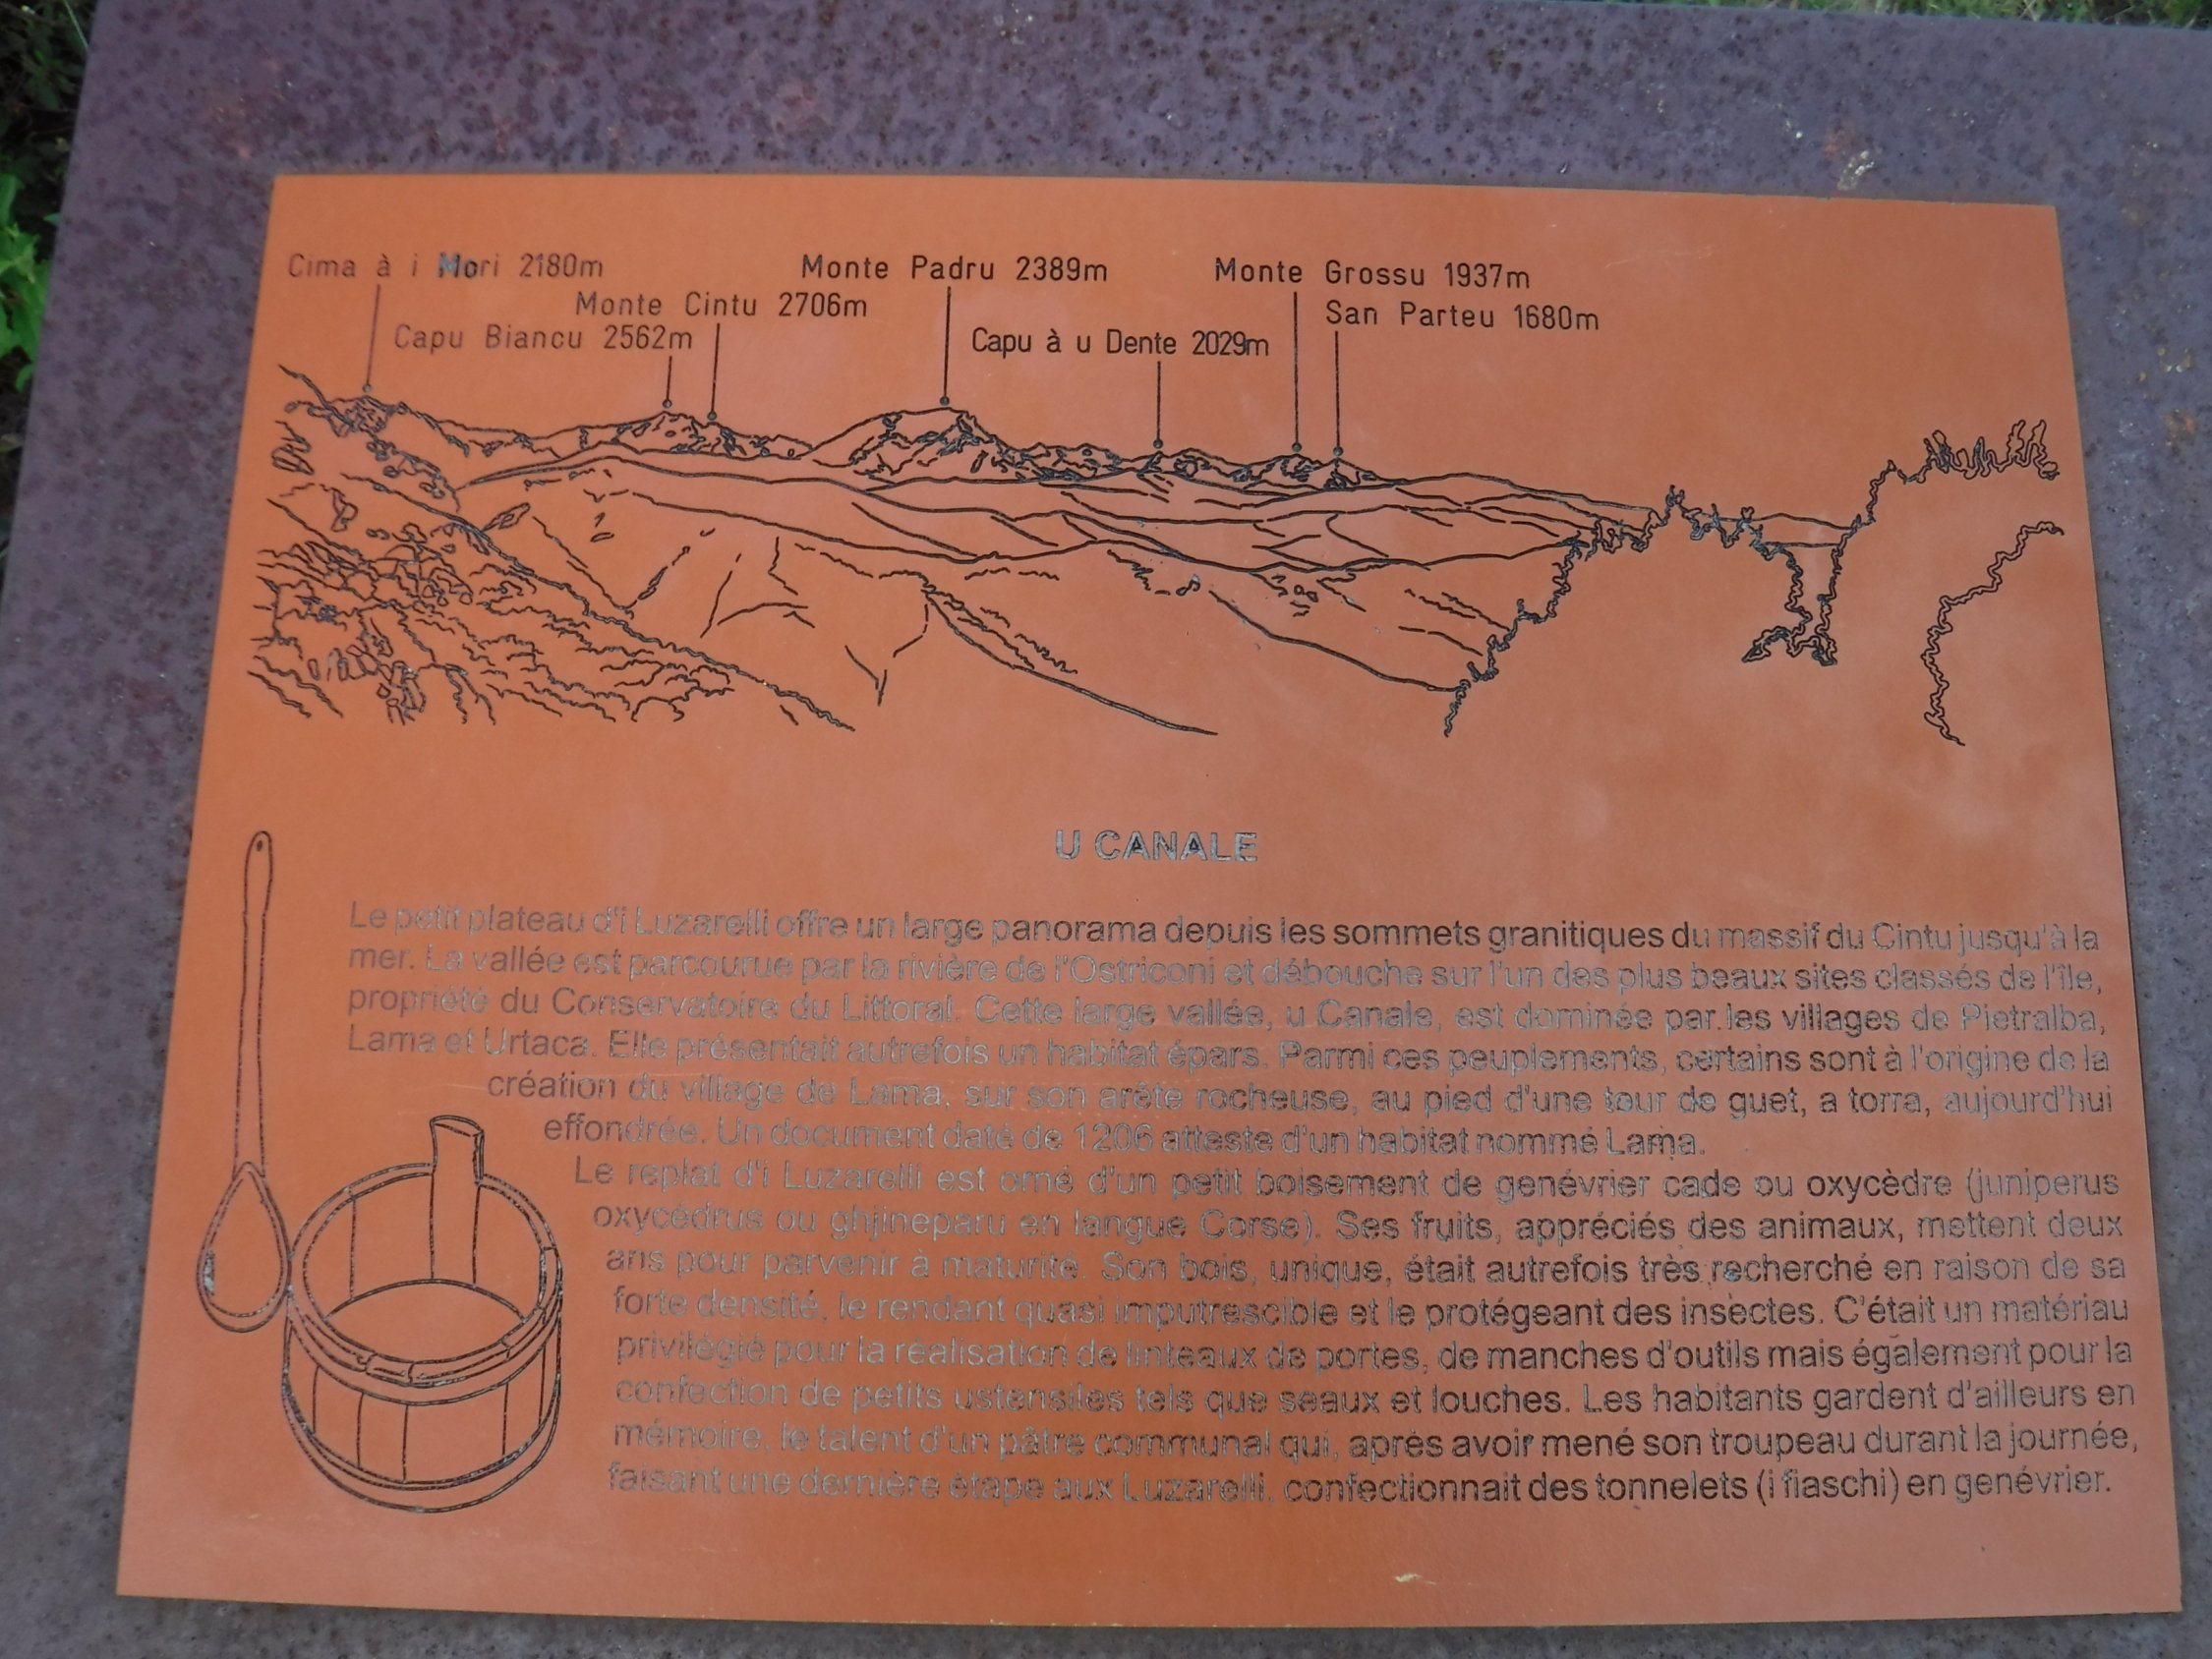 Cima à i Mori 2180m
Monte Padru 2389m
Monte Grossu 1937m
Monte Cintu 2706m
San Parteu 1680m
Capu Biancu 2562m
Capu à u Dente 2029m
U CANALE
Le petit plateau d'i Luzarelli offre un large panorama depuis les sommets granitiques du massif du Cintu jusqu'à la
mer. La vallée est parcourue par la rivière de l'Ostriconi et débouche sur l'un des plus beaux sites classés de l'île,
propriété du Conservatoire du Littoral. Cette large vallée, u Canale, est dominée par les villages de Pietralba,
Lama et Urtaca. Elle présentait autrefois un habitat épars. Parmi ces peuplements, certains sont à l'origine de la
création du village de Lama, sur son arête rocheuse, au pied d'une tour de guet, a torra, aujourd'hui
effondrée. Un document daté de 1206 atteste d'un habitat nommé Lama.
Le replat d'i Luzarelli est orné d'un petit boisement de genévrier cade ou oxycèdre (juniperus
oxycédrus ou ghjineparu en langue Corse). Ses fruits, appréciés des animaux, mettent deux
ans pour parvenir à maturité. Son bois, unique, était autrefois très recherché en raison de sa
forte densité, le rendant quasi imputrescible et le protégeant des insectes. C'était un matériau
privilégié pour la réalisation de linteaux de portes, de manches d'outils mais également pour la
confection de petits ustensiles tels que seaux et louches. Les habitants gardent d'ailleurs en
mémoire, le talent d'un pâtre communal qui, après avoir mené son troupeau durant la journée,
faisant une dernière étape aux Luzarelli, confectionnait des tonnelets (i fiaschi) en genévrier.